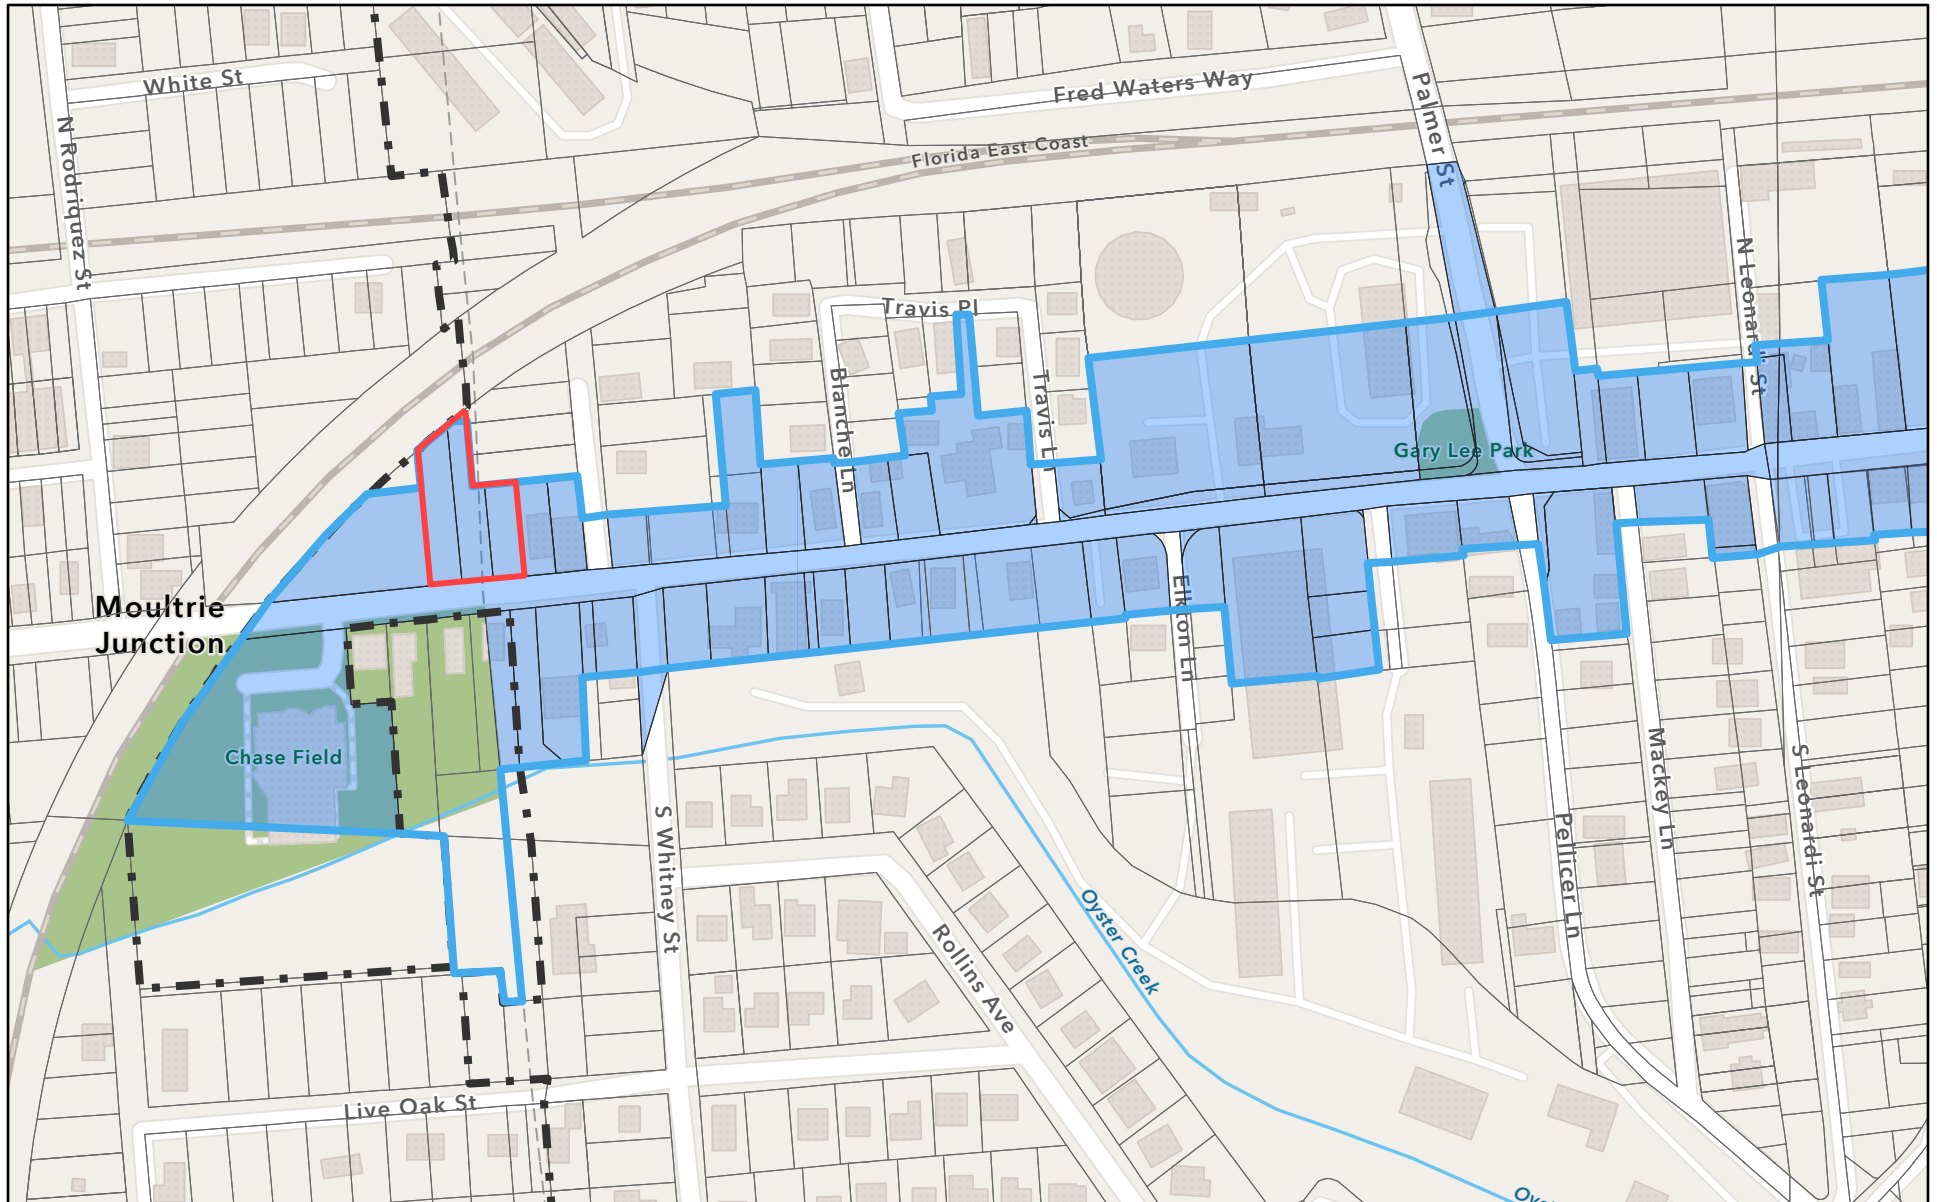 White St
Fred Waters Way
Palmer St
N Rodriquez St
Florida East Coast
N Leonardi St
Travis Pl
Blanche Ln
Travis Ln
Gary Lee Park
Moultrie
Junction
Elkton Ln
Chase Field
S Whitney St
Mackey Ln
S Leonardi St
Pellicer Ln
Oyster Creek
Rollins Ave
Live Oak St